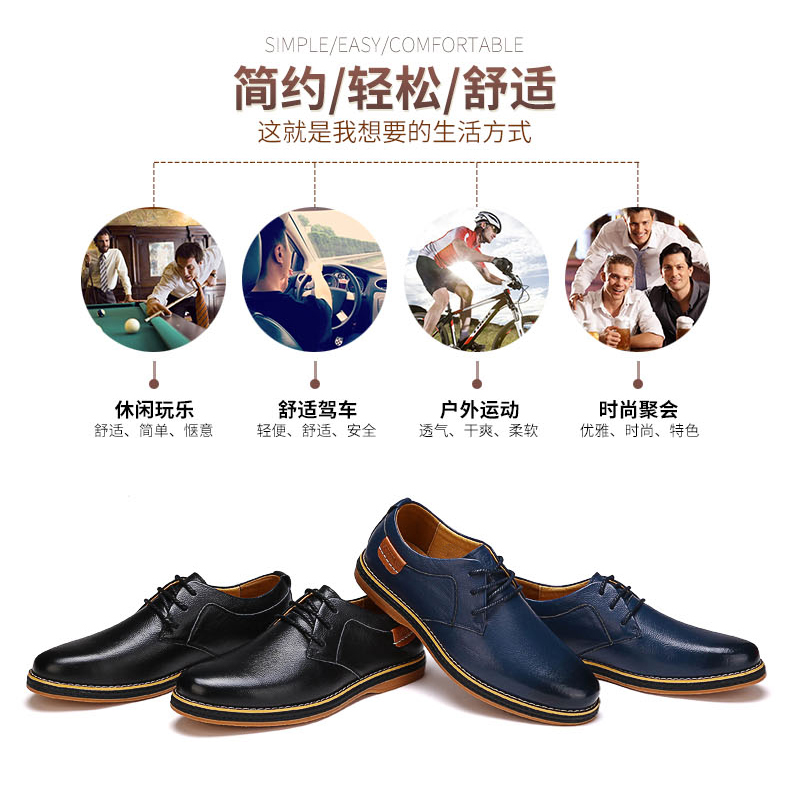 SIMPLE/EASY/COMFORTABLE
简约/轻松/舒适
这就是我想要的生活方式
休闲玩乐
舒适、简单、惬意
舒适驾车
轻便、舒适、安全
户外运动
透气、干爽、柔软
时尚聚会
优雅、时尚、特色